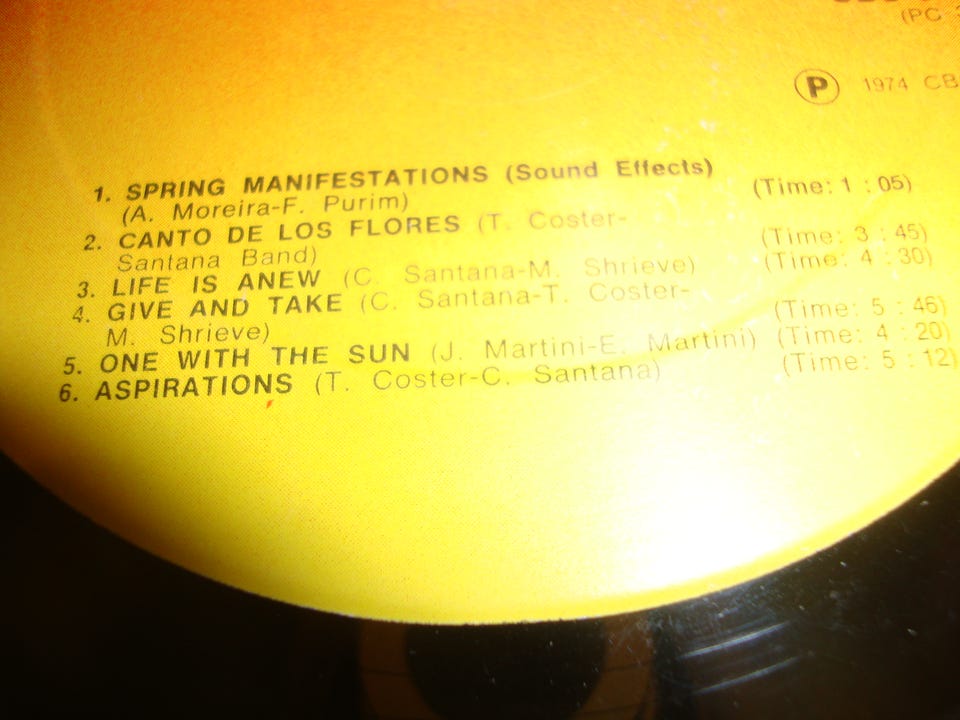 (PC
Ⓟ 1974 CB
1. SPRING MANIFESTATIONS (Sound Effects) (Time: 1 : 05)
(A. Moreira-F. Purim)
2. CANTO DE LOS FLORES (T. Coster- (Time: 3 : 45)
Santana Band)
3. LIFE IS ANEW (C. Santana-M. Shrieve) (Time: 4 : 30)
4. GIVE AND TAKE (C. Santana-T. Coster- (Time: 5 : 46)
M. Shrieve)
5. ONE WITH THE SUN (J. Martini-E. Martini) (Time: 4 : 20)
6. ASPIRATIONS (T. Coster-C. Santana) (Time: 5 : 12)